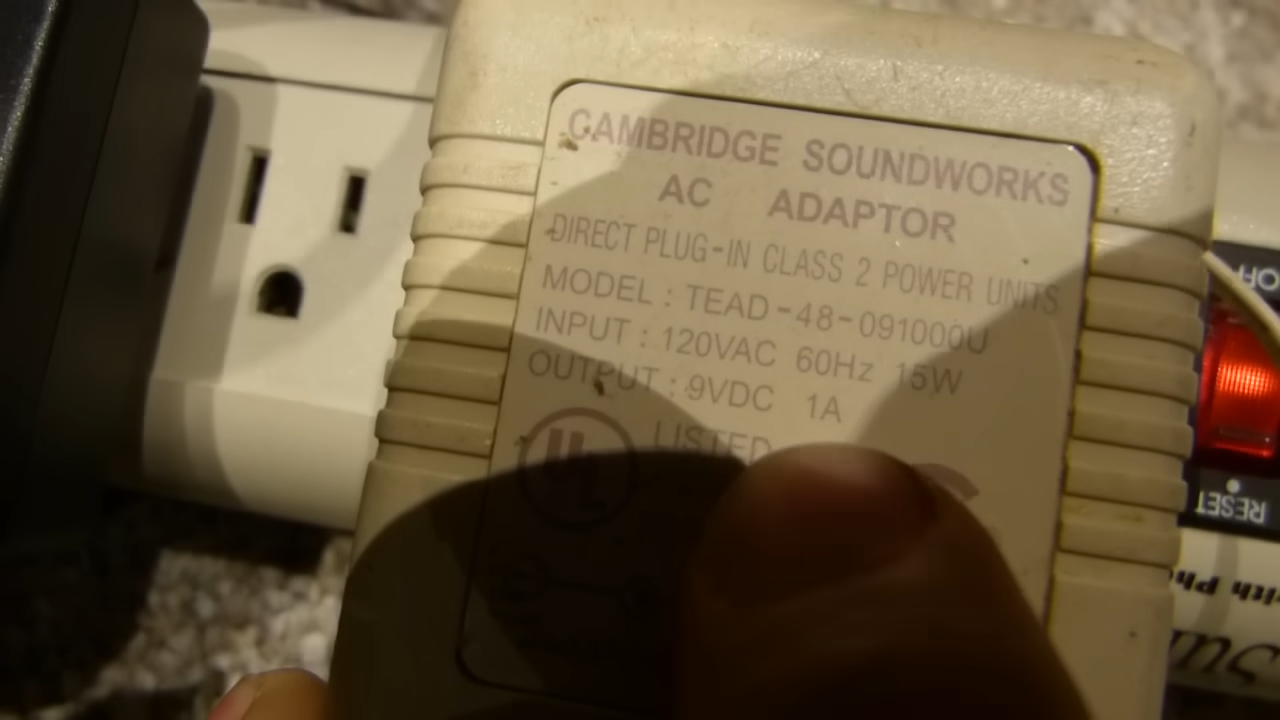 CAMBRIDGE SOUNDWORKS
AC ADAPTOR
DIRECT PLUG-IN CLASS 2 POWER UNITS
MODEL : TEAD-48-091000U
INPUT : 120VAC 60Hz 15W
OUTPUT : 9VDC 1A
UL
LISTED
RESET